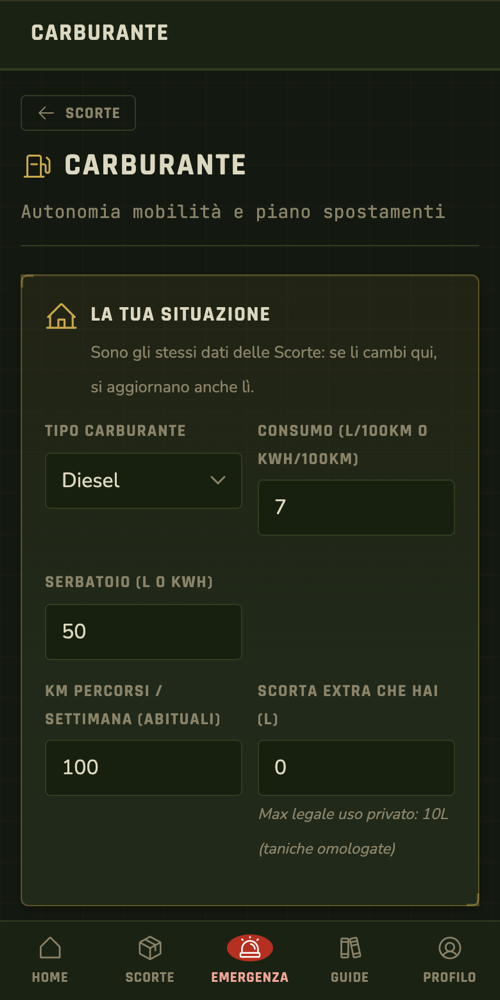 CARBURANTE
SCORTE
CARBURANTE
Autonomia mobilità e piano spostamenti
LA TUA SITUAZIONE
Sono gli stessi dati delle Scorte: se li cambi qui,
si aggiornano anche lì.
TIPO CARBURANTE
Diesel
CONSUMO (L/100KM O
KWH/100KM)
7
SERBATOIO (L O KWH)
50
KM PERCORSI /
SETTIMANA (ABITUALI)
100
SCORTA EXTRA CHE HAI
(L)
0
Max legale uso privato: 10L
(taniche omologate)
HOME
SCORTE
EMERGENZA
GUIDE
PROFILO